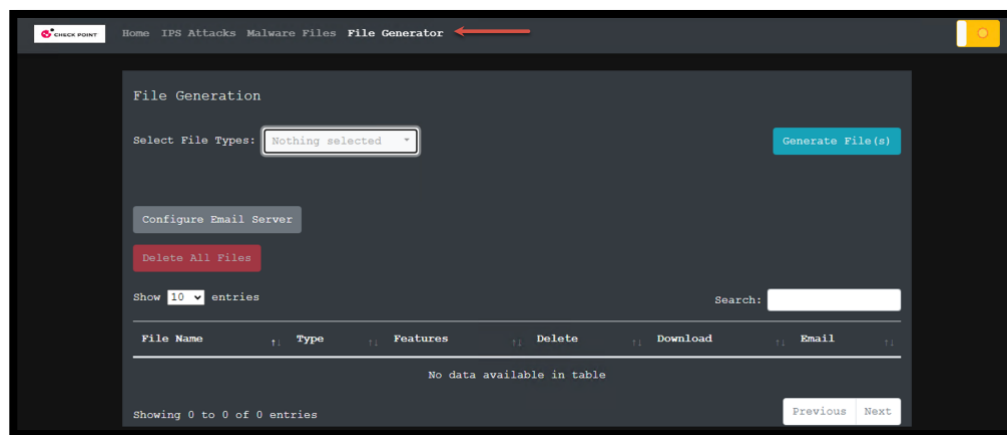 CHECK POINT Home IPS Attacks Malware Files File Generator
File Generation
Select File Types: Nothing selected Generate File(s)
Configure Email Server
Delete All Files
Show 10 entries Search:
File Name Type Features Delete Download Email
No data available in table
Showing 0 to 0 of 0 entries Previous Next